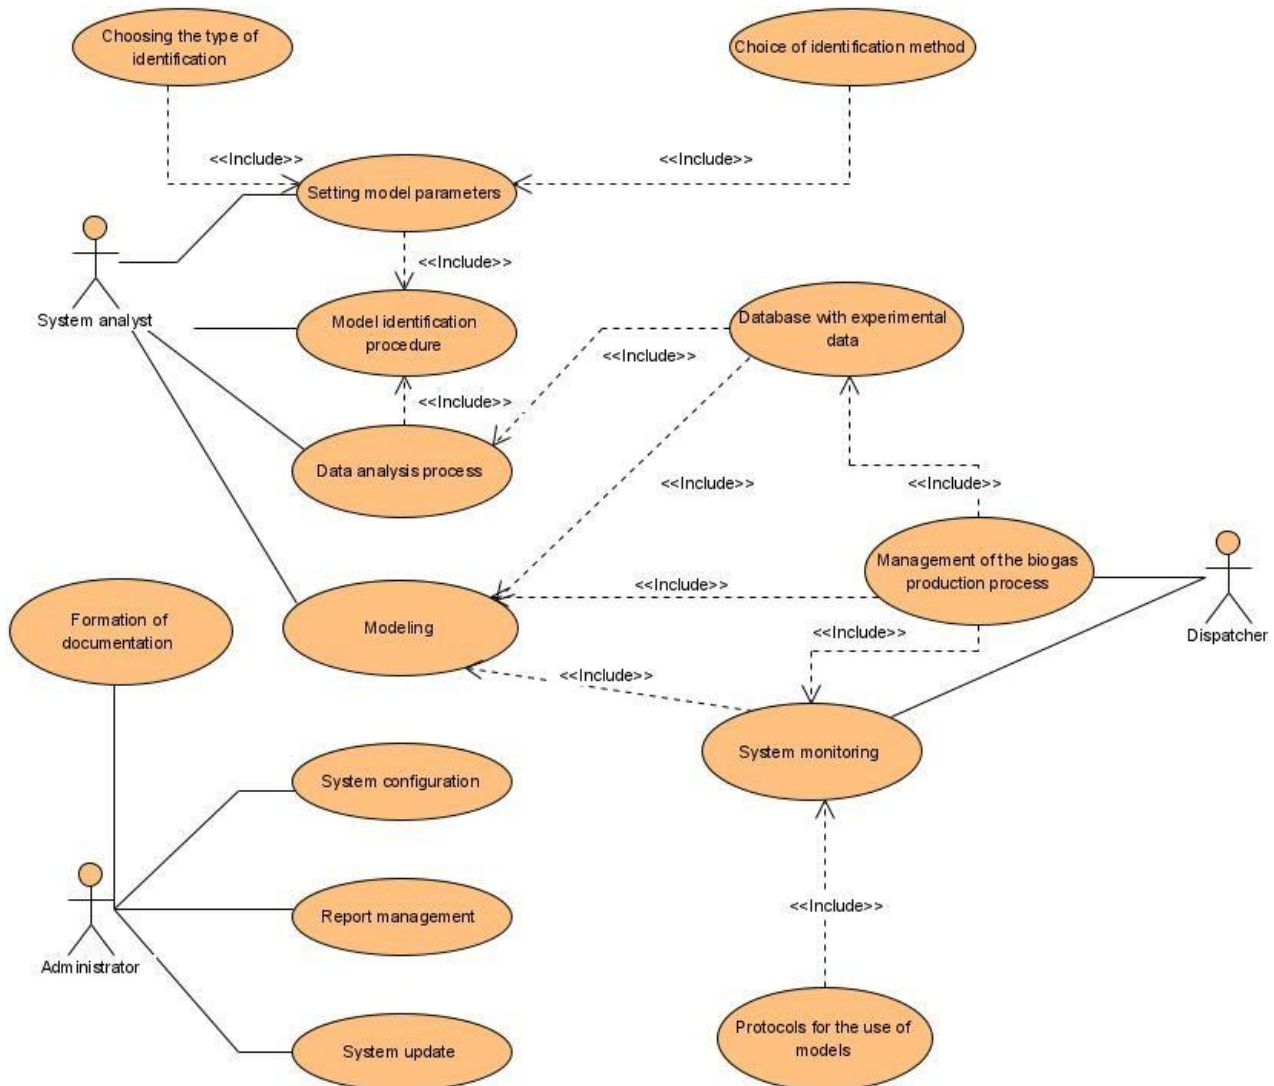 Choosing the type of
identification
Choice of identification method
<<Include>>
<<Include>>
Setting model parameters
<<Include>>
System analyst
Model identification
procedure
Database with experimental
data
<<Include>>
<<Include>>
Data analysis process
<<Include>>
<<Include>>
Management of the biogas
production process
<<Include>>
Formation of
documentation
Modeling
<<Include>>
Dispatcher
<<Include>>
System monitoring
System configuration
<<Include>>
Report management
Administrator
Protocols for the use of
models
System update